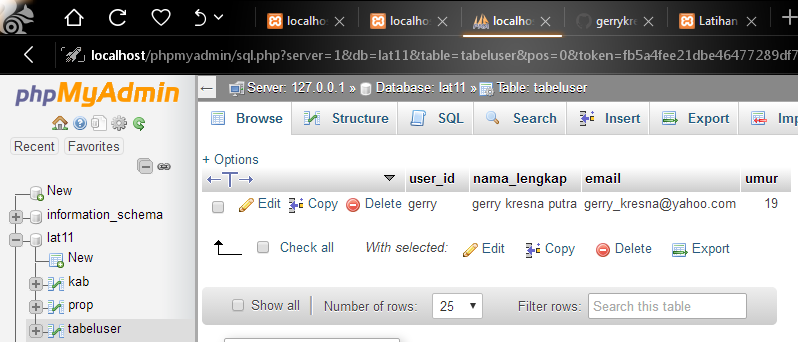 localhos
localhos
localhos
gerrykre
Latihan
localhost/phpmyadmin/sql.php?server=1&db=lat11&table=tabeluser&pos=0&token=fb5a4fee21dbe46477289df7
phpMyAdmin
Recent Favorites
New
information_schema
lat11
New
kab
prop
tabeluser
Server: 127.0.0.1 » Database: lat11 » Table: tabeluser
Browse Structure SQL Search Insert Export Imp
+ Options
user_id nama_lengkap email umur
Edit Copy Delete gerry gerry kresna putra gerry_kresna@yahoo.com 19
Check all With selected: Edit Copy Delete Export
Show all Number of rows: 25 Filter rows: Search this table